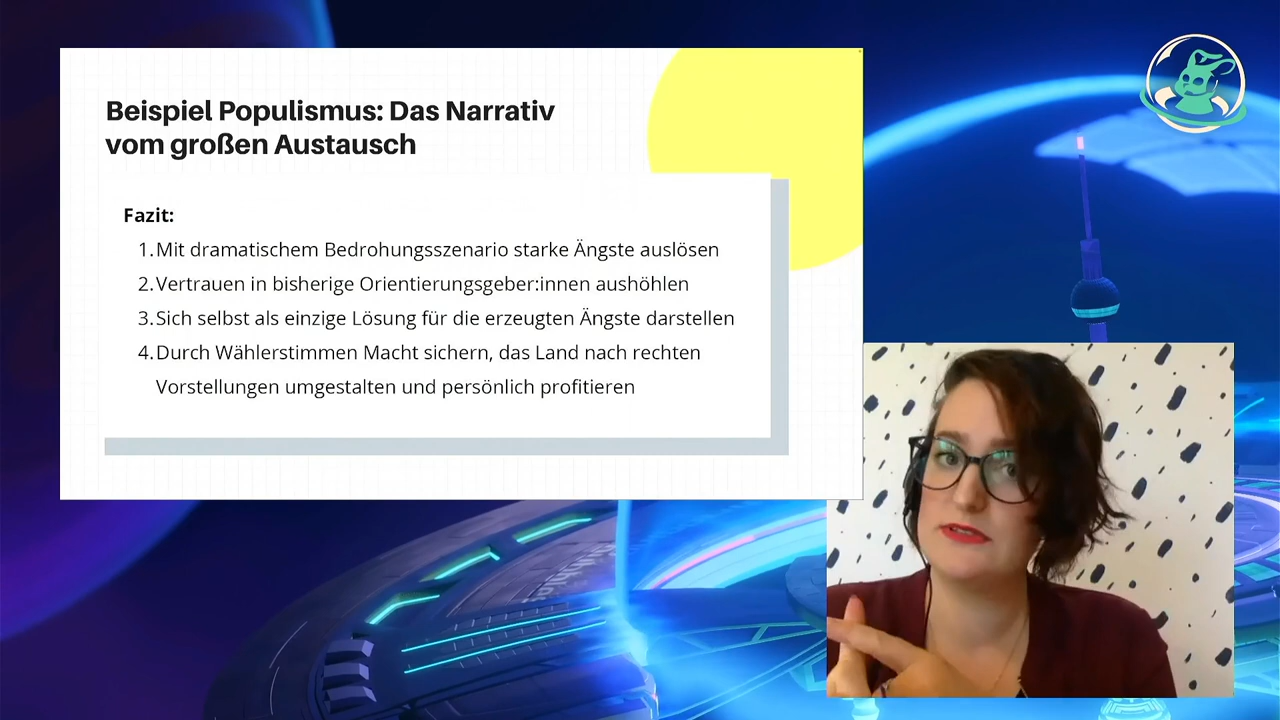 Beispiel Populismus: Das Narrativ
vom großen Austausch
Fazit:
1. Mit dramatischem Bedrohungsszenario starke Ängste auslösen
2. Vertrauen in bisherige Orientierungsgeber:innen aushöhlen
3. Sich selbst als einzige Lösung für die erzeugten Ängste darstellen
4. Durch Wählerstimmen Macht sichern, das Land nach rechten
Vorstellungen umgestalten und persönlich profitieren